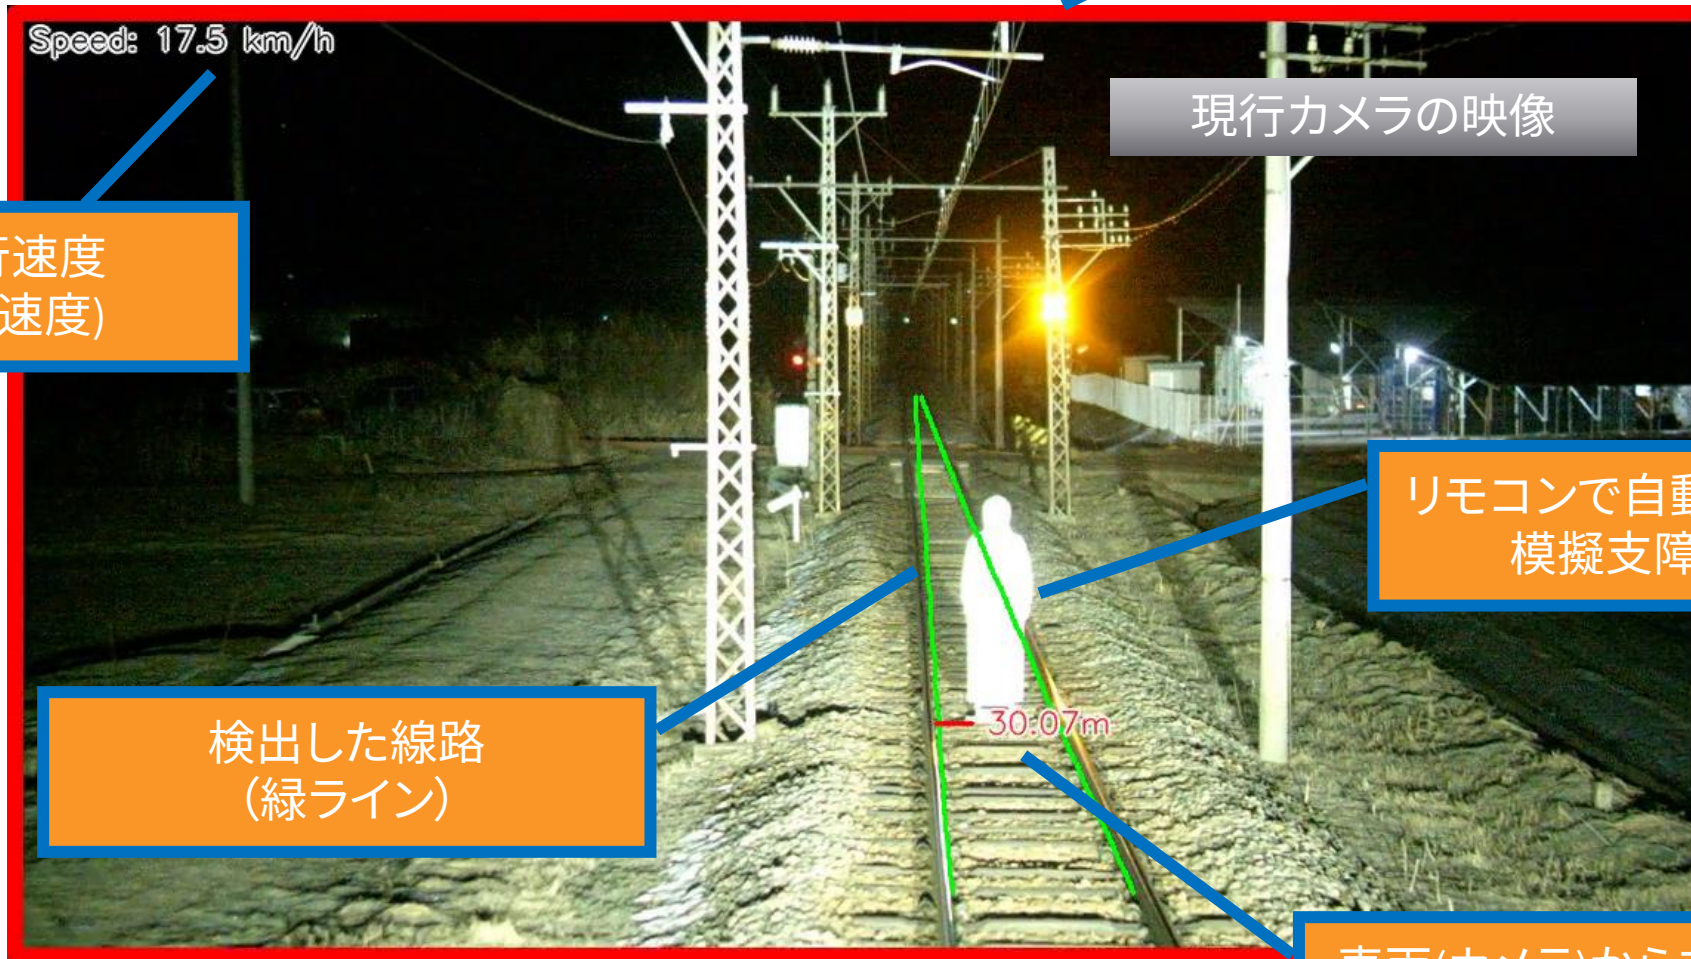 Speed: 17.5 km/h
現行カメラの映像
速度
速度)
リモコンで自動
模擬支障
検出した線路
（緑ライン）
30.07m